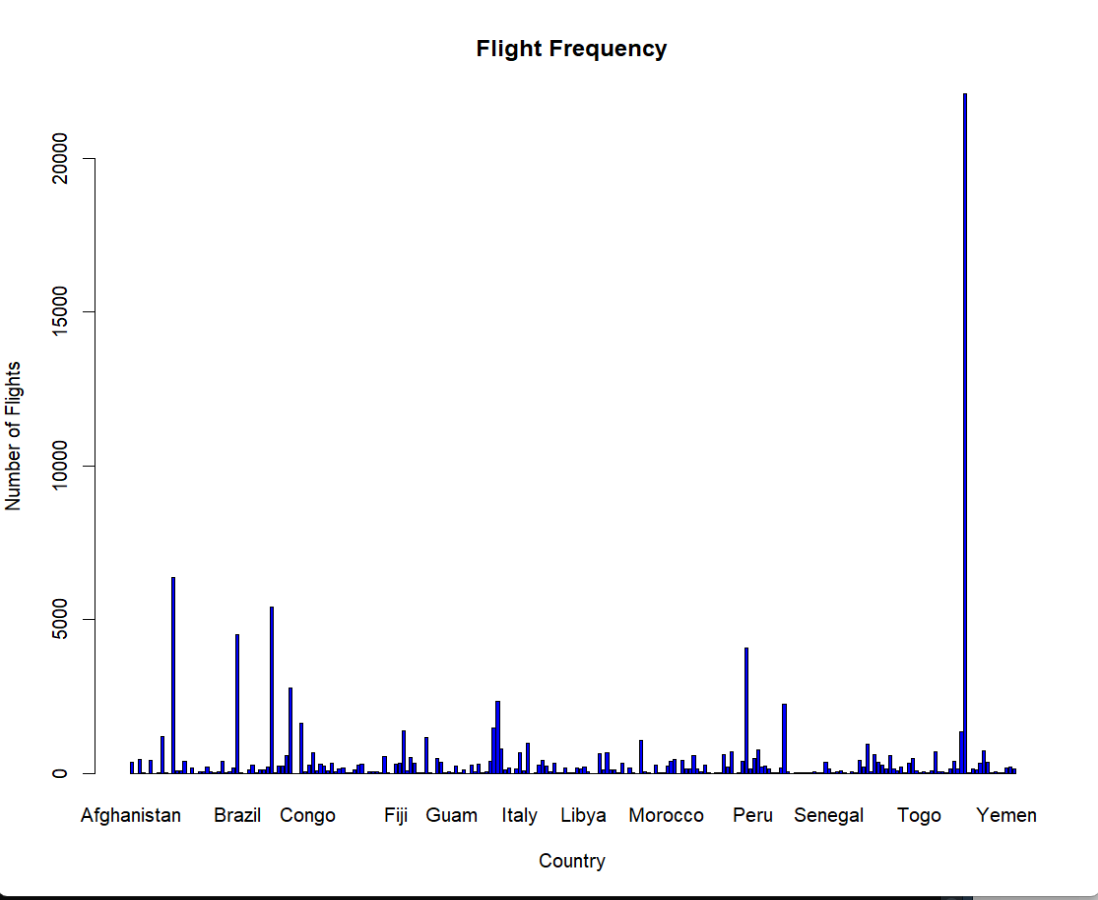 Flight Frequency
Number of Flights
20000
15000
10000
5000
0
Afghanistan Brazil Congo Fiji Guam Italy Libya Morocco Peru Senegal Togo Yemen
Country